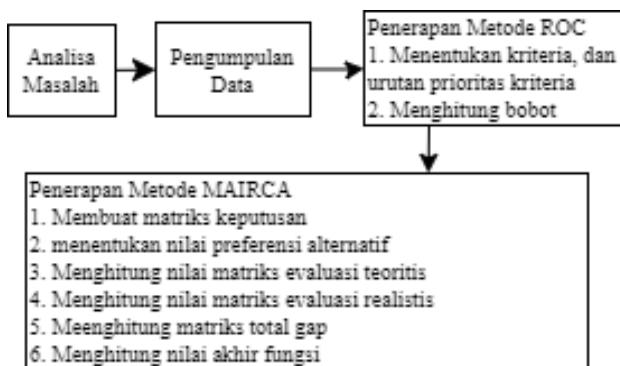 Analisa
Masalah
Pengumpulan
Data
Penerapan Metode ROC
1. Menentukan kriteria, dan
urutan prioritas kriteria
2. Menghitung bobot
Penerapan Metode MAIRCA
1. Membuat matriks keputusan
2. menentukan nilai preferensi alternatif
3. Menghitung nilai matriks evaluasi teoritis
4. Menghitung nilai matriks evaluasi realistis
5. Meenghitung matriks total gap
6. Menghitung nilai akhir fungsi